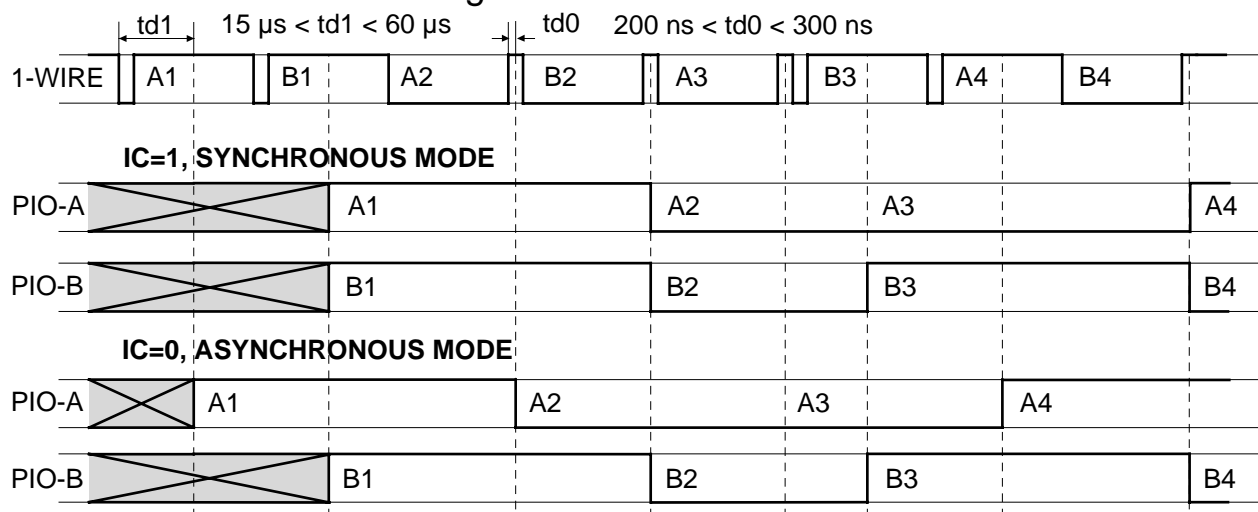 td1 15 µs < td1 < 60 µs td0 200 ns < td0 < 300 ns
1-WIRE A1 B1 A2 B2 A3 B3 A4 B4
IC=1, SYNCHRONOUS MODE
PIO-A A1 A2 A3 A4
PIO-B B1 B2 B3 B4
IC=0, ASYNCHRONOUS MODE
PIO-A A1 A2 A3 A4
PIO-B B1 B2 B3 B4